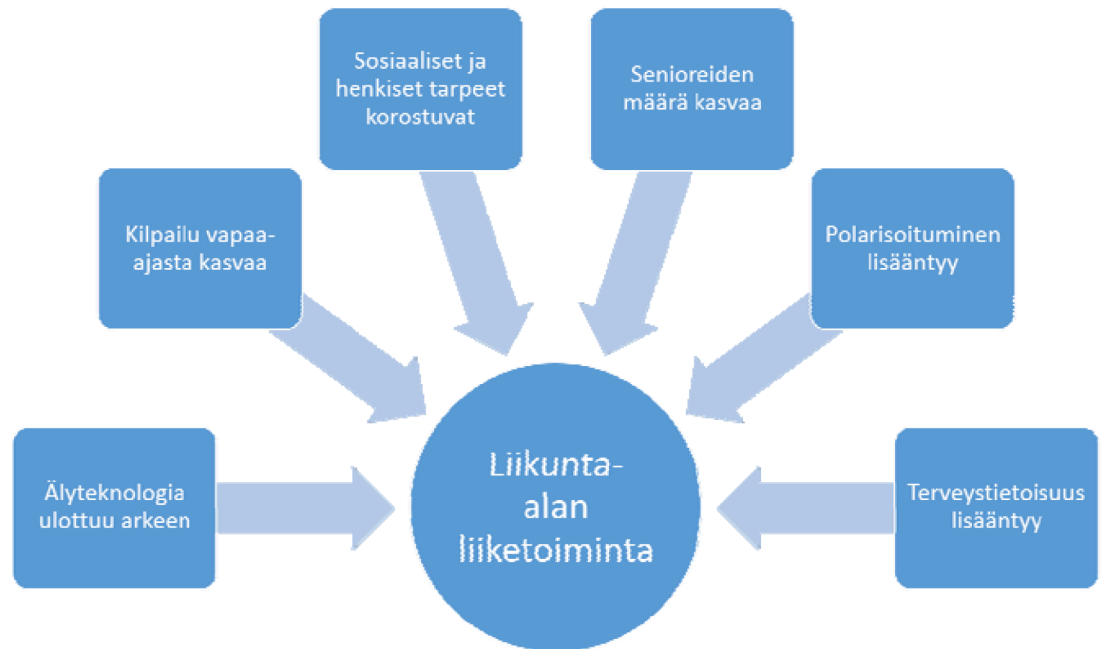 Sosiaaliset ja
henkiset tarpeet
korostuvat
Senioreiden
määrä kasvaa
Kilpailu vapaa-
ajasta kasvaa
Polarisoituminen
lisääntyy
Älyteknologia
ulottuu arkeen
Liikunta-
alan
liiketoiminta
Terveystietoisuus
lisääntyy